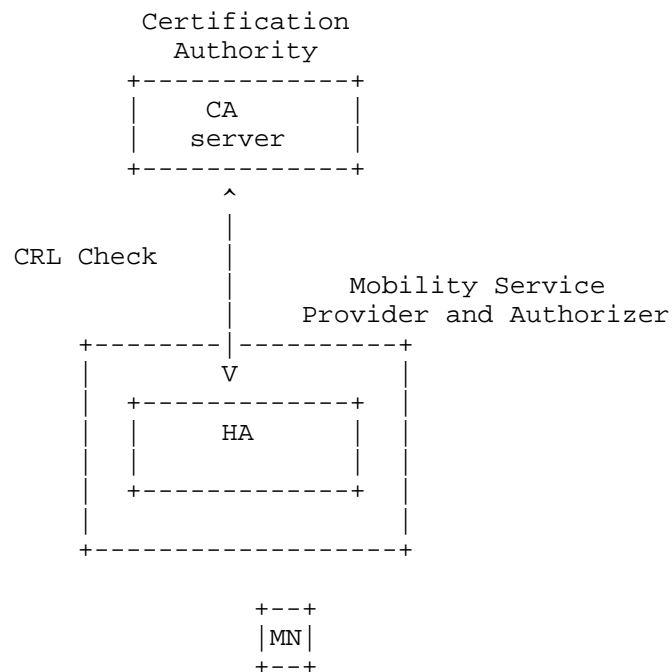 Certification
Authority
CA
server
CRL Check
Mobility Service
Provider and Authorizer
V
HA
MN